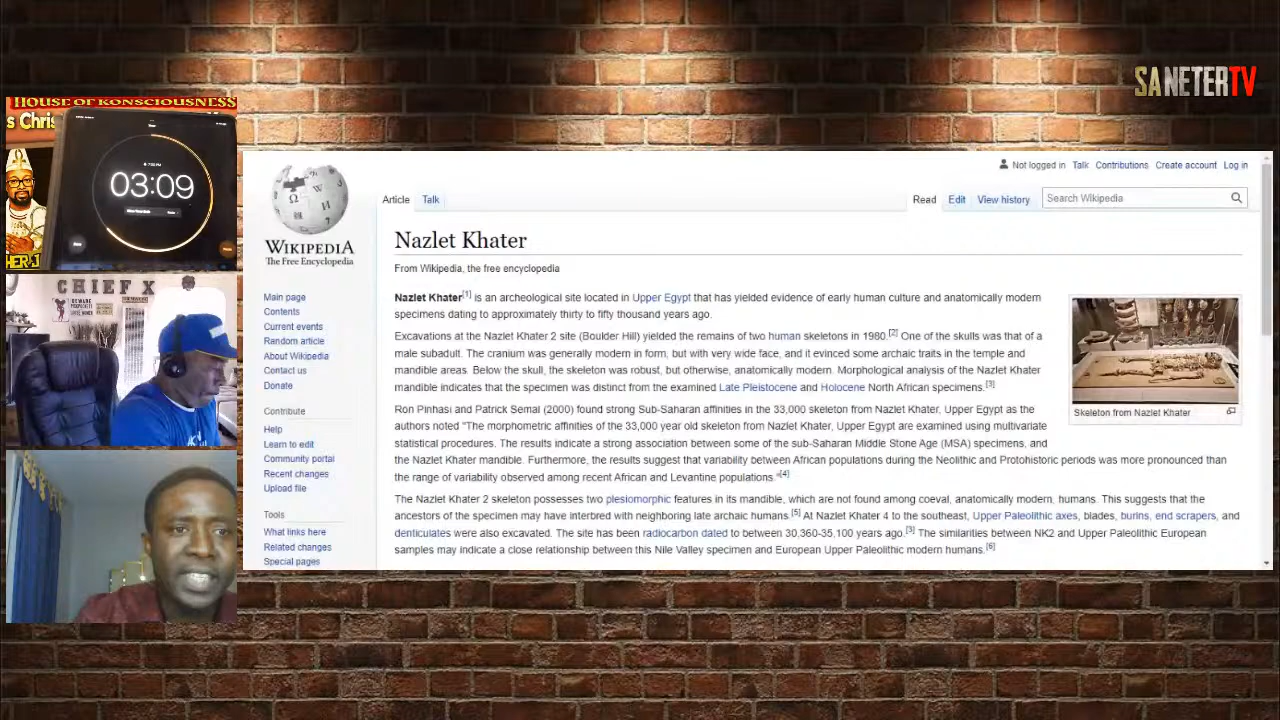 SANETERTV
HOUSE OF KONSCIOUSNESS
s Chris
03:09
HER J
CHIEF X
WIKIPEDIA
The Free Encyclopedia
Main page
Contents
Current events
Random article
About Wikipedia
Contact us
Donate
Contribute
Help
Learn to edit
Community portal
Recent changes
Upload file
Tools
What links here
Related changes
Special pages
Not logged in Talk Contributions Create account Log in
Article Talk
Read Edit View history Search Wikipedia
Nazlet Khater
From Wikipedia, the free encyclopedia
Nazlet Khater[1] is an archeological site located in Upper Egypt that has yielded evidence of early human culture and anatomically modern
specimens dating to approximately thirty to fifty thousand years ago.
Excavations at the Nazlet Khater 2 site (Boulder Hill) yielded the remains of two human skeletons in 1980.[2] One of the skulls was that of a
male subadult. The cranium was generally modern in form, but with very wide face, and it evinced some archaic traits in the temple and
mandible areas. Below the skull, the skeleton was robust, but otherwise, anatomically modern. Morphological analysis of the Nazlet Khater
mandible indicates that the specimen was distinct from the examined Late Pleistocene and Holocene North African specimens.[3]
Skeleton from Nazlet Khater
Ron Pinhasi and Patrick Semal (2000) found strong Sub-Saharan affinities in the 33,000 skeleton from Nazlet Khater, Upper Egypt as the
authors noted "The morphometric affinities of the 33,000 year old skeleton from Nazlet Khater, Upper Egypt are examined using multivariate
statistical procedures. The results indicate a strong association between some of the sub-Saharan Middle Stone Age (MSA) specimens, and
the Nazlet Khater mandible. Furthermore, the results suggest that variability between African populations during the Neolithic and Protohistoric periods was more pronounced than
the range of variability observed among recent African and Levantine populations."[4]
The Nazlet Khater 2 skeleton possesses two plesiomorphic features in its mandible, which are not found among coeval, anatomically modern, humans. This suggests that the
ancestors of the specimen may have interbred with neighboring late archaic humans.[5] At Nazlet Khater 4 to the southeast, Upper Paleolithic axes, blades, burins, end scrapers, and
denticulates were also excavated. The site has been radiocarbon dated to between 30,360-35,100 years ago.[3] The similarities between NK2 and Upper Paleolithic European
samples may indicate a close relationship between this Nile Valley specimen and European Upper Paleolithic modern humans.[6]